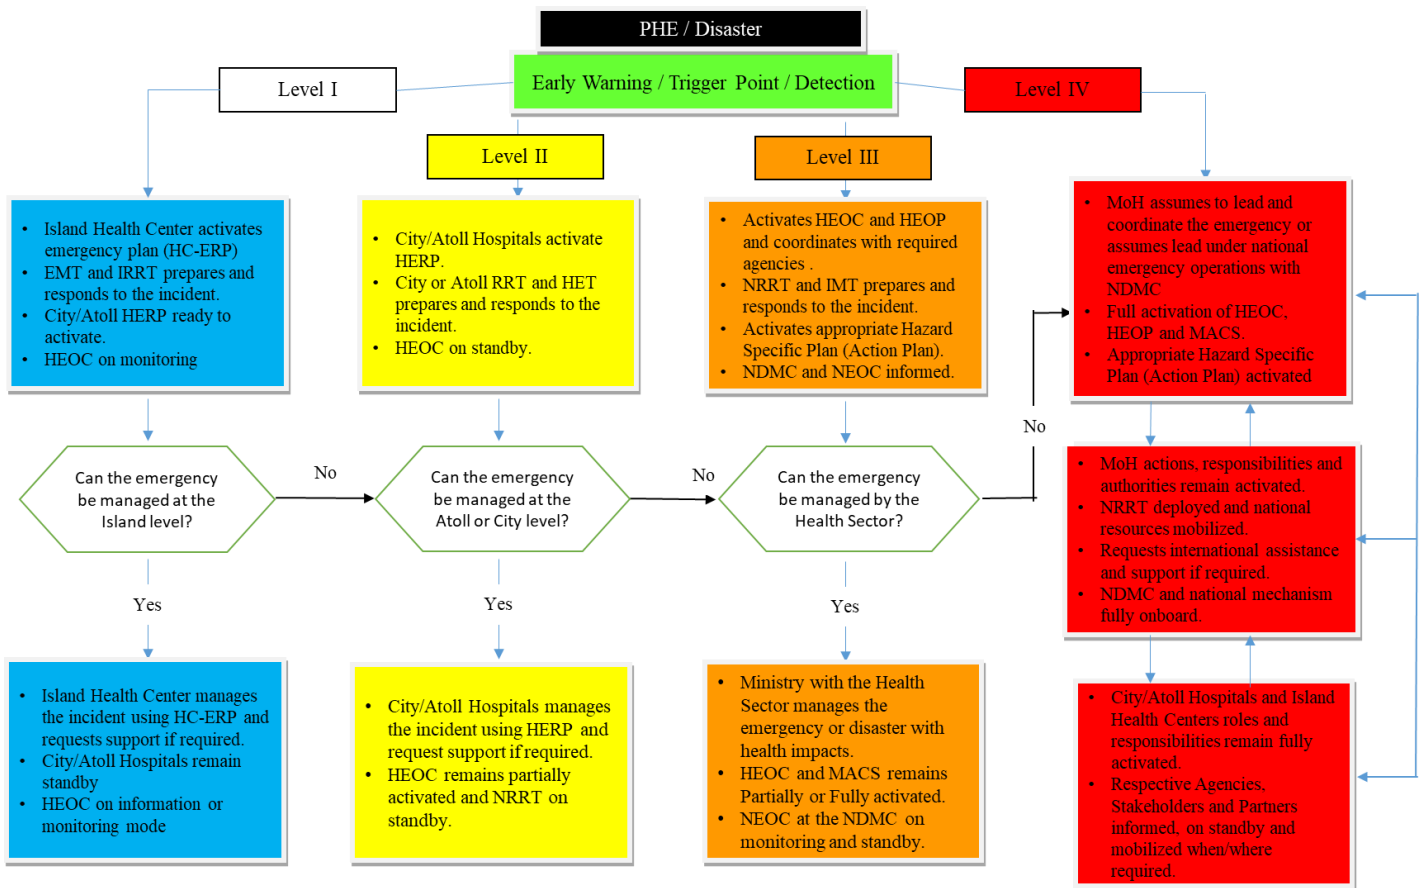 PHE / Disaster
Early Warning / Trigger Point / Detection
Level I
Level II
Level III
Level IV
• Island Health Center activates
emergency plan (HC-ERP)
• EMT and IRRT prepares and
responds to the incident.
• City/Atoll HERP ready to
activate.
• HEOC on monitoring
• City/Atoll Hospitals activate
HERP.
• City or Atoll RRT and HET
prepares and responds to the
incident.
• HEOC on standby.
• Activates HEOC and HEOP
and coordinates with required
agencies .
• NRRT and IMT prepares and
responds to the incident.
• Activates appropriate Hazard
Specific Plan (Action Plan).
• NDMC and NEOC informed.
• MoH assumes to lead and
coordinate the emergency or
assumes lead under national
emergency operations with
NDMC
• Full activation of HEOC,
HEOP and MACS.
• Appropriate Hazard Specific
Plan (Action Plan) activated
Can the emergency
be managed at the
Island level?
No
Can the emergency
be managed at the
Atoll or City level?
No
Can the emergency
be managed by the
Health Sector?
No
• MoH actions, responsibilities and
authorities remain activated.
• NRRT deployed and national
resources mobilized.
• Requests international assistance
and support if required.
• NDMC and national mechanism
fully onboard.
Yes
Yes
Yes
• Island Health Center manages
the incident using HC-ERP and
requests support if required.
• City/Atoll Hospitals remain
standby
• HEOC on information or
monitoring mode
• City/Atoll Hospitals manages
the incident using HERP and
request support if required.
• HEOC remains partially
activated and NRRT on
standby.
• Ministry with the Health
Sector manages the
emergency or disaster with
health impacts.
• HEOC and MACS remains
Partially or Fully activated.
• NEOC at the NDMC on
monitoring and standby.
• City/Atoll Hospitals and Island
Health Centers roles and
responsibilities remain fully
activated.
• Respective Agencies,
Stakeholders and Partners
informed, on standby and
mobilized when/where
required.